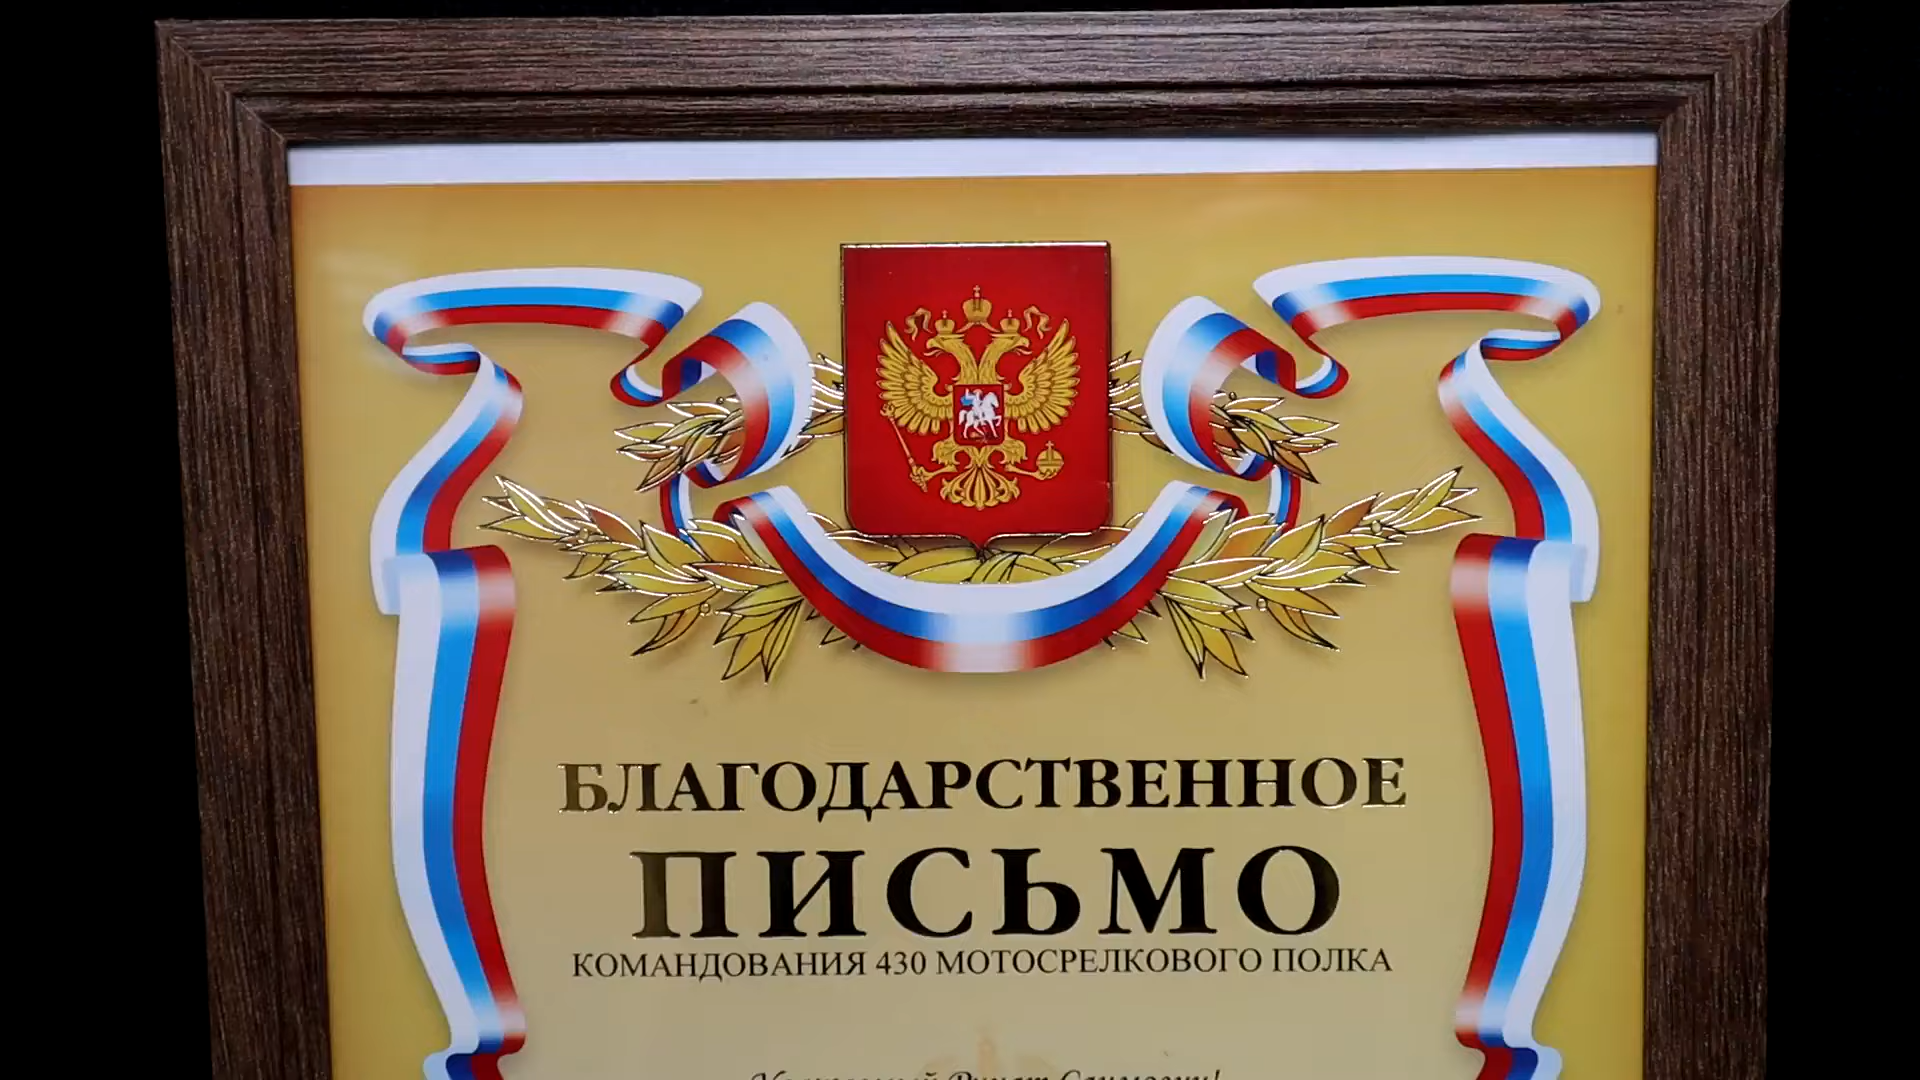 БЛАГОДАРСТВЕННОЕ
ПИСЬМО
КОМАНДОВАНИЯ 430 МОТОСРЕЛКОВОГО ПОЛКА